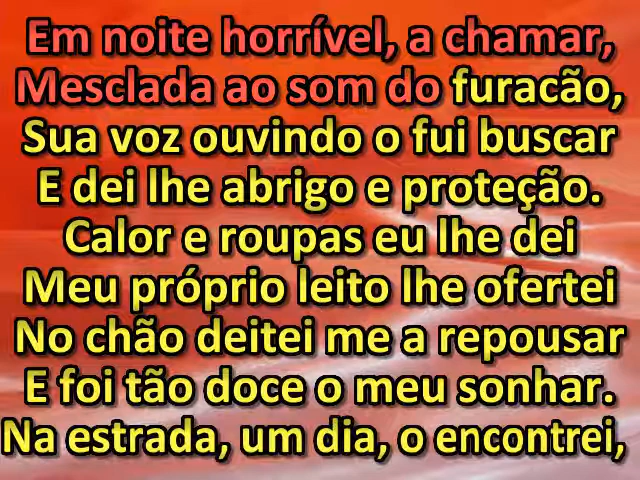 Em noite horrível, a chamar,
Mesclada ao som do furacão,
Sua voz ouvindo o fui buscar
E dei lhe abrigo e proteção.
Calor e roupas eu lhe dei
Meu próprio leito lhe ofertei
No chão deitei me a repousar
E foi tão doce o meu sonhar.
Na estrada, um dia, o encontrei,